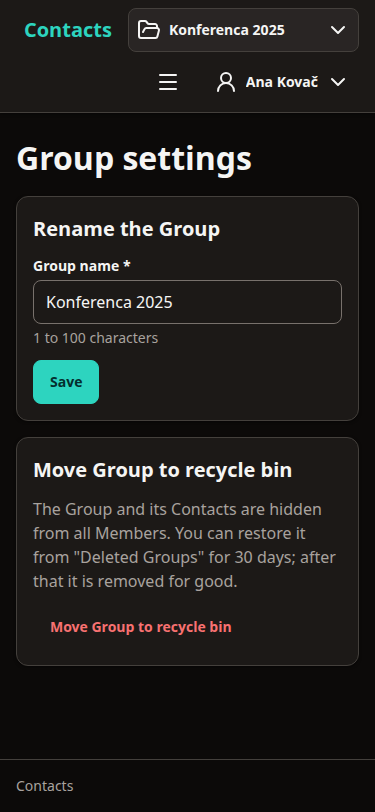 Contacts
Konferenca 2025
Ana Kovač
Group settings
Rename the Group
Group name *
Konferenca 2025
1 to 100 characters
Save
Move Group to recycle bin
The Group and its Contacts are hidden
from all Members. You can restore it
from "Deleted Groups" for 30 days; after
that it is removed for good.
Move Group to recycle bin
Contacts